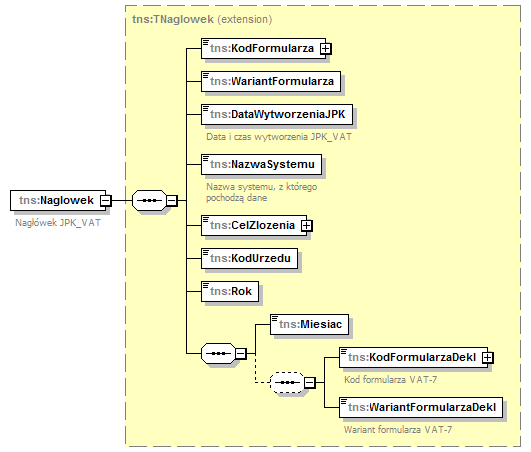 tns:TNaglowek (extension)
tns:KodFormularza
tns:WariantFormularza
tns:DataWytworzeniaJPK
Data i czas wytworzenia JPK_VAT
tns:NazwaSystemu
Nazwa systemu, z którego
pochodzą dane
tns:Naglowek
Nagłówek JPK_VAT
tns:CelZlozenia
tns:KodUrzedu
tns:Rok
tns:Miesiac
tns:KodFormularzaDekl
Kod formularza VAT-7
tns:WariantFormularzaDekl
Wariant formularza VAT-7